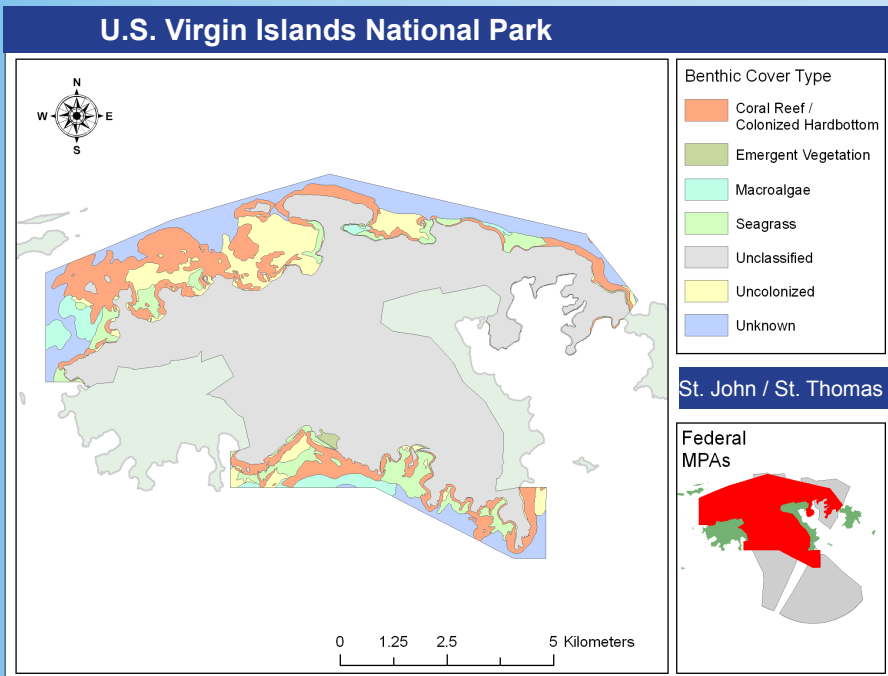 U.S. Virgin Islands National Park
N
W E
S
Benthic Cover Type
Coral Reef /
Colonized Hardbottom
Emergent Vegetation
Macroalgae
Seagrass
Unclassified
Uncolonized
Unknown
St. John / St. Thomas
Federal
MPAs
0 1.25 2.5 5 Kilometers